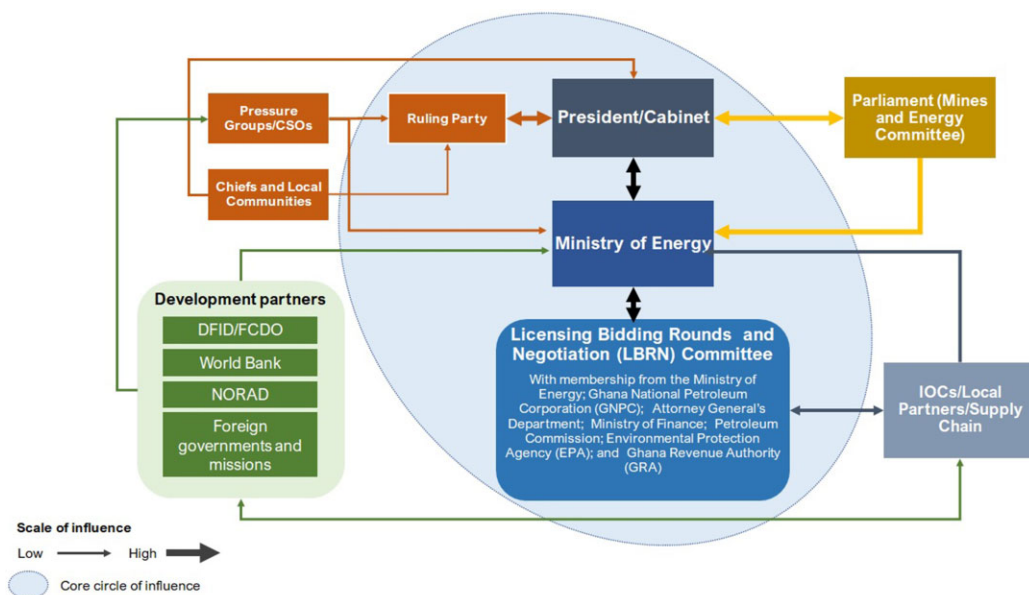 Pressure
Groups/CSOs
Ruling Party
President/Cabinet
Parliament (Mines
and Energy
Committee)
Chiefs and Local
Communities
Ministry of Energy
Development partners
DFID/FCDO
World Bank
NORAD
Foreign
governments and
missions
Licensing Bidding Rounds and
Negotiation (LBRN) Committee
With membership from the Ministry of
Energy; Ghana National Petroleum
Corporation (GNPC); Attorney General's
Department; Ministry of Finance; Petroleum
Commission; Environmental Protection
Agency (EPA); and Ghana Revenue Authority
(GRA)
IOCs/Local
Partners/Supply
Chain
Scale of influence
Low
High
Core circle of influence